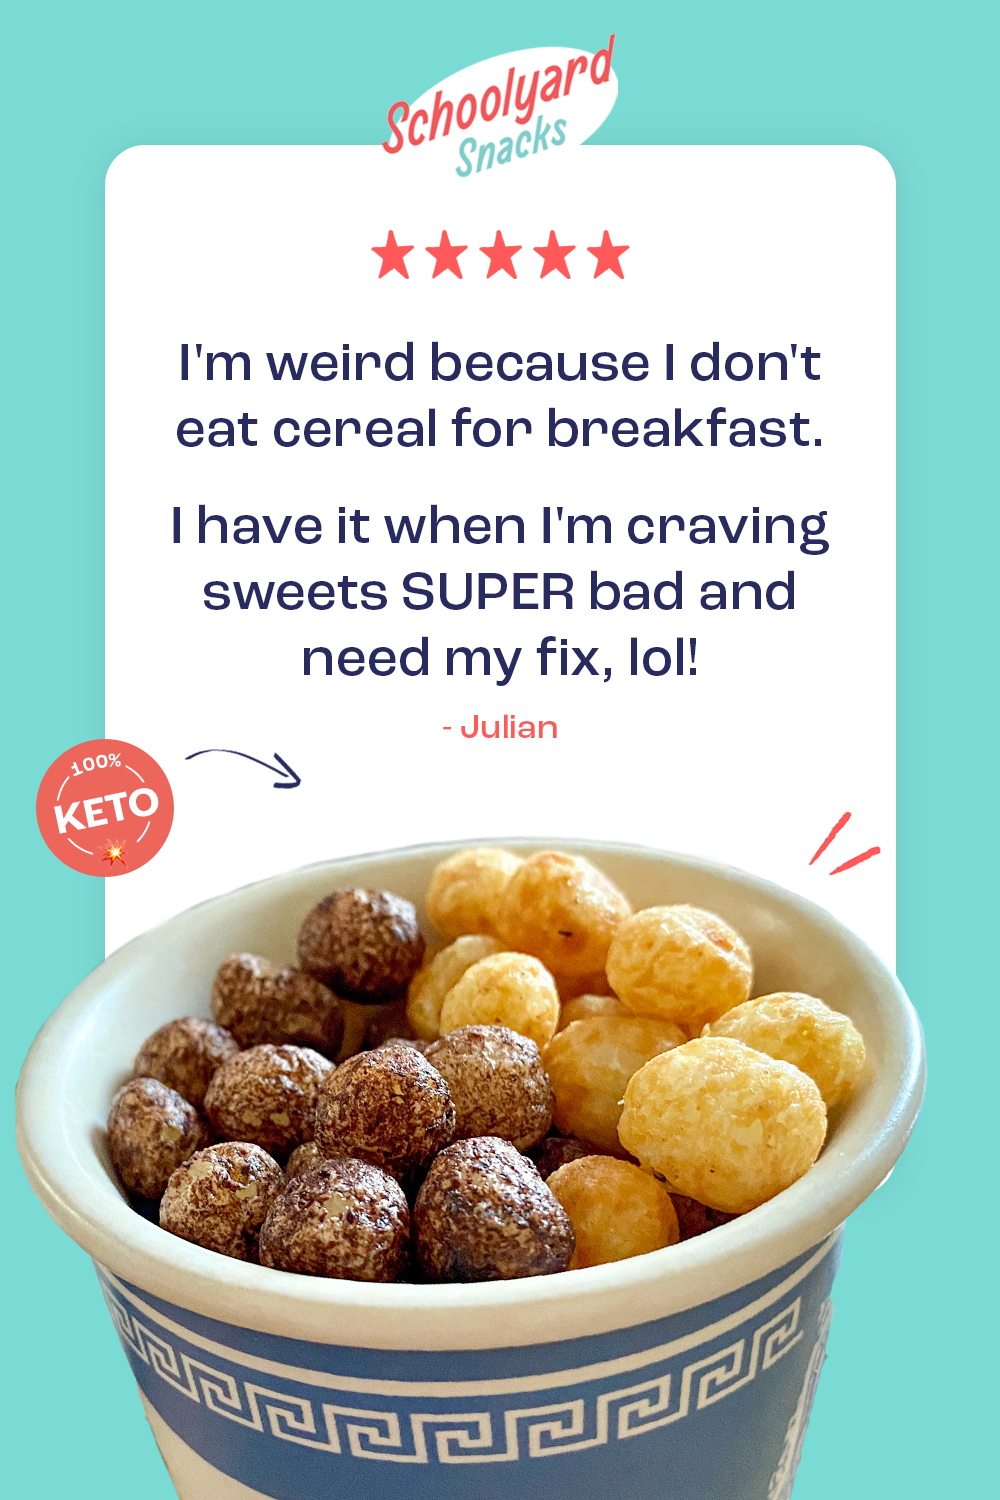 Schoolyard
Snacks
I'm weird because I don't
eat cereal for breakfast.
I have it when I'm craving
sweets SUPER bad and
need my fix, lol!
- Julian
100%
KETO